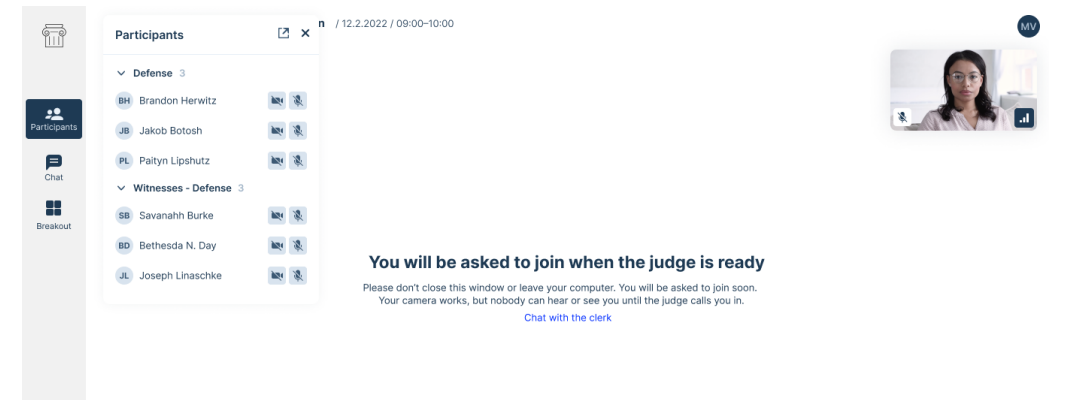 n / 12.2.2022 / 09:00–10:00
MV
Participants
Defense 3
BH Brandon Herwitz
JB Jakob Botosh
PL Paityn Lipshutz
Witnesses - Defense 3
SB Savanahh Burke
BD Bethesda N. Day
JL Joseph Linaschke
Participants
Chat
Breakout
You will be asked to join when the judge is ready
Please don't close this window or leave your computer. You will be asked to join soon.
Your camera works, but nobody can hear or see you until the judge calls you in.
Chat with the clerk